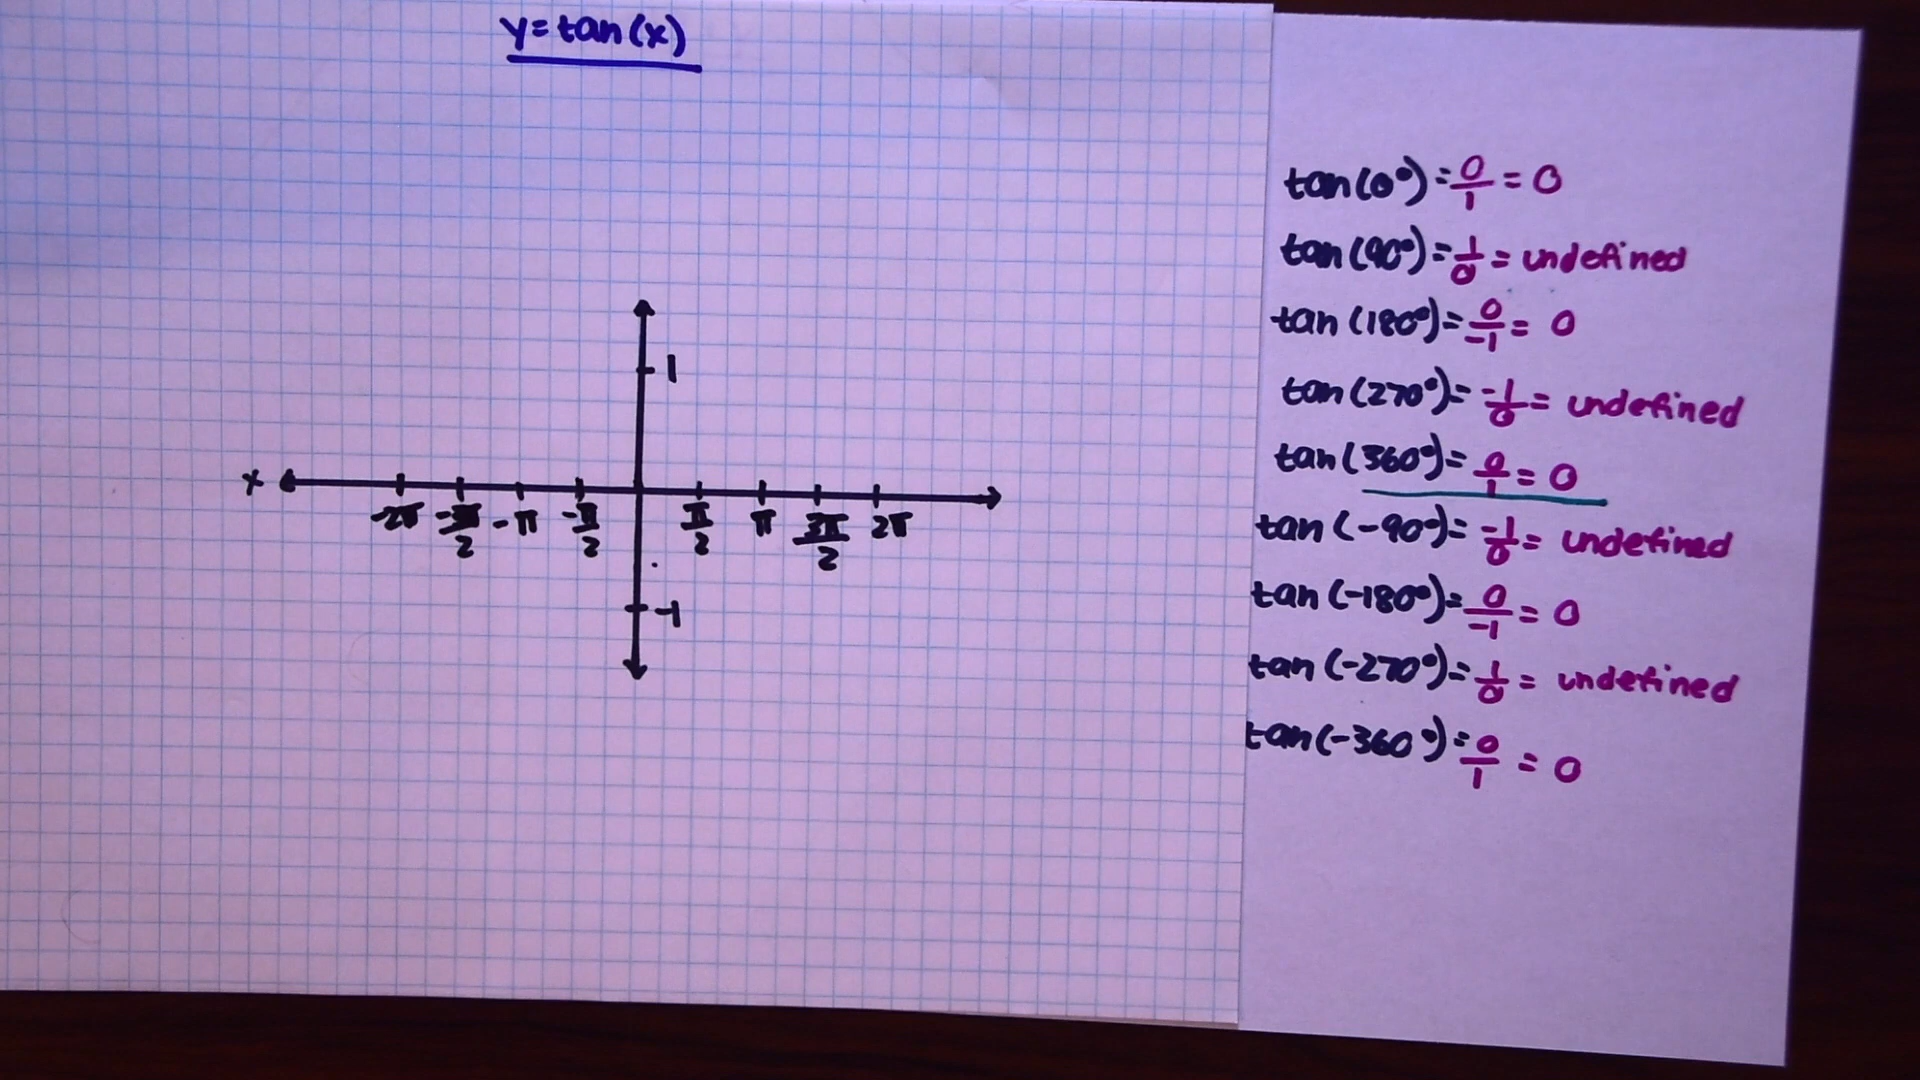 y=tan(x)
1
x
-2π -3π/2 -π -π/2 π/2 π 3π/2 2π
-1
tan(0°)=0/1=0
tan(90°)=1/0=undefined
tan(180°)=0/-1=0
tan(270°)=-1/0=undefined
tan(360°)=0/1=0
tan(-90°)=-1/0=undefined
tan(-180°)=0/-1=0
tan(-270°)=1/0=undefined
tan(-360°)=0/1=0